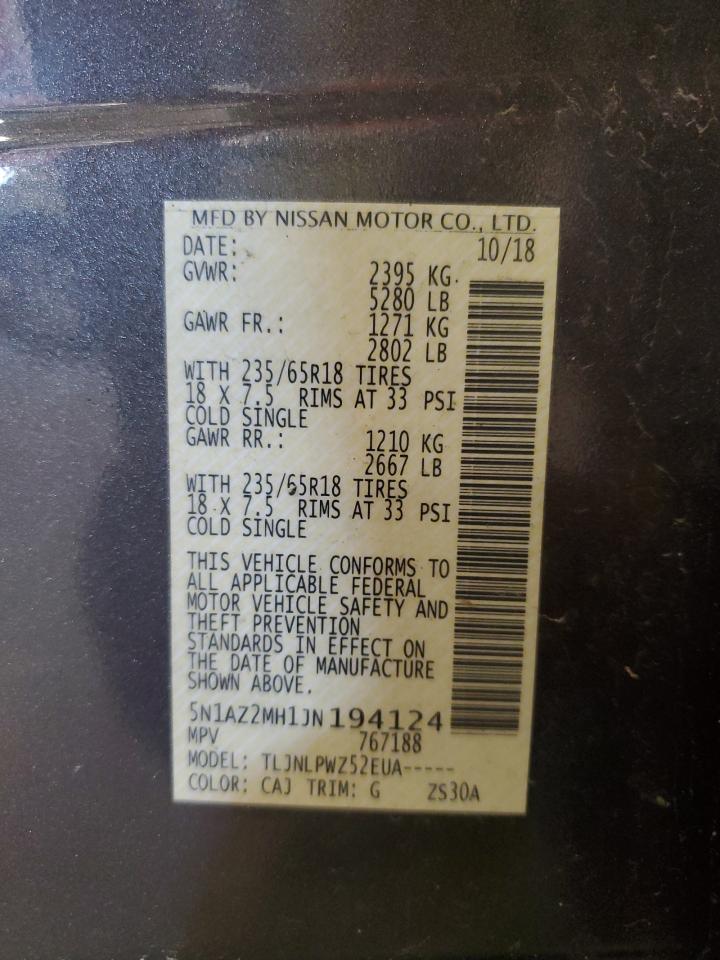 MFD BY NISSAN MOTOR CO., LTD.
DATE: 10/18
GVWR: 2395 KG
5280 LB
GAWR FR.: 1271 KG
2802 LB
WITH 235/65R18 TIRES
18 X 7.5 RIMS AT 33 PSI
COLD SINGLE
GAWR RR.: 1210 KG
2667 LB
WITH 235/65R18 TIRES
18 X 7.5 RIMS AT 33 PSI
COLD SINGLE
THIS VEHICLE CONFORMS TO
ALL APPLICABLE FEDERAL
MOTOR VEHICLE SAFETY AND
THEFT PREVENTION
STANDARDS IN EFFECT ON
THE DATE OF MANUFACTURE
SHOWN ABOVE.
5N1AZ2MH1JN194124
MPV 767188
MODEL: TLJNLPWZ52EUA-----
COLOR: CAJ TRIM: G ZS30A